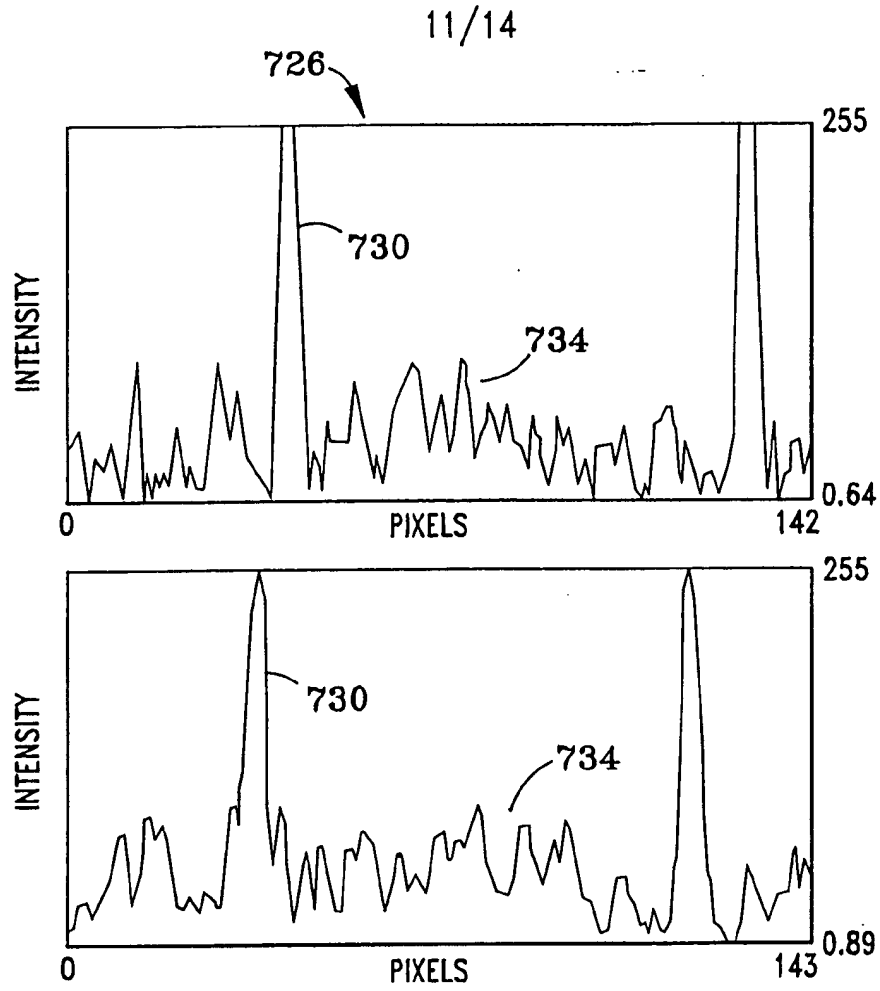 11/14
726
255
730
734
INTENSITY
0.64
0 PIXELS 142
255
730
734
INTENSITY
0.89
0 PIXELS 143